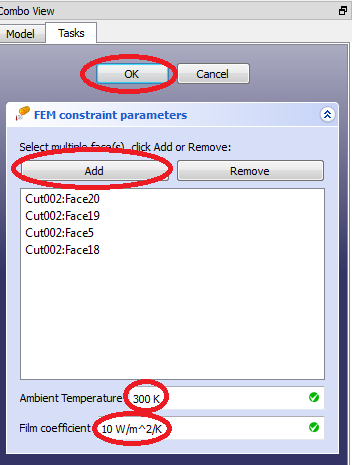 Combo View
Model Tasks
OK Cancel
FEM constraint parameters
Select multiple face(s), click Add or Remove:
Add Remove
Cut002:Face20
Cut002:Face19
Cut002:Face5
Cut002:Face18
Ambient Temperature 300 K
Film coefficient 10 W/m^2/K